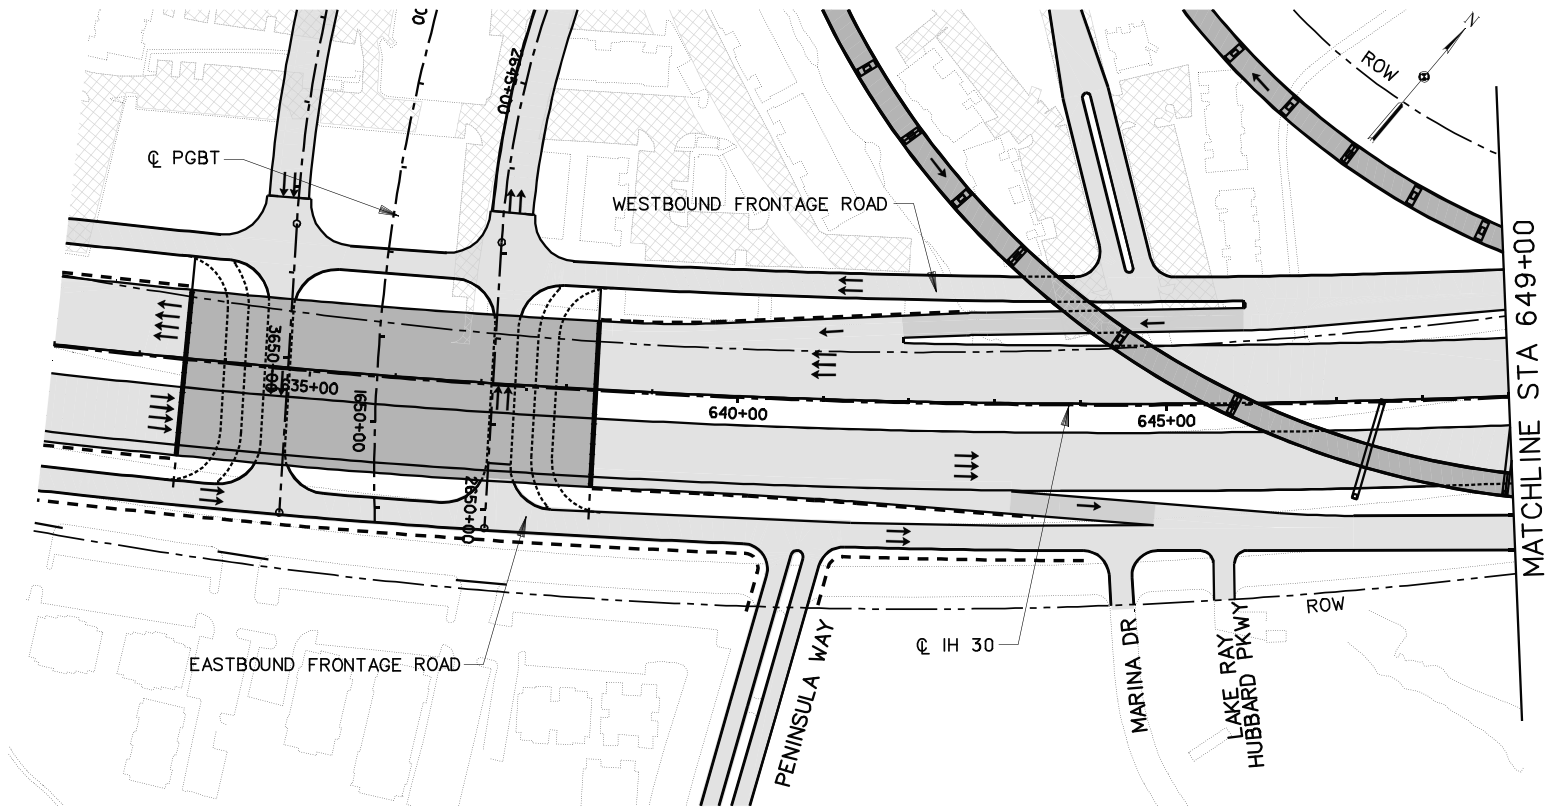 00
2645+00
N
ROW
℄ PGBT
WESTBOUND FRONTAGE ROAD
MATCHLINE STA 649+00
3650+00
635+00
1650+00
640+00
645+00
2650+00
EASTBOUND FRONTAGE ROAD
℄ IH 30
ROW
PENINSULA WAY
MARINA DR
LAKE RAY
HUBBARD PKWY